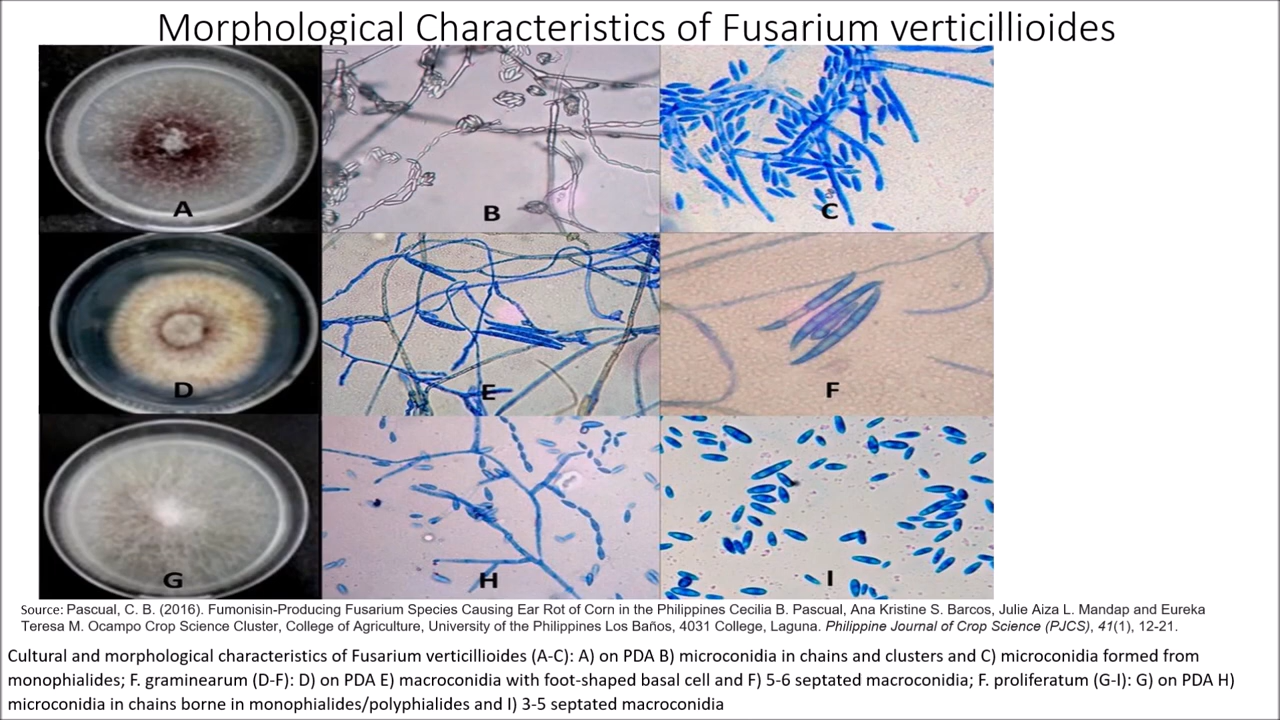 Morphological Characteristics of Fusarium verticillioides
A
B
C
D
E
F
G
H
I
Source: Pascual, C. B. (2016). Fumonisin-Producing Fusarium Species Causing Ear Rot of Corn in the Philippines Cecilia B. Pascual, Ana Kristine S. Barcos, Julie Aiza L. Mandap and Eureka
Teresa M. Ocampo Crop Science Cluster, College of Agriculture, University of the Philippines Los Baños, 4031 College, Laguna. Philippine Journal of Crop Science (PJCS), 41(1), 12-21.
Cultural and morphological characteristics of Fusarium verticillioides (A-C): A) on PDA B) microconidia in chains and clusters and C) microconidia formed from
monophialides; F. graminearum (D-F): D) on PDA E) macroconidia with foot-shaped basal cell and F) 5-6 septated macroconidia; F. proliferatum (G-I): G) on PDA H)
microconidia in chains borne in monophialides/polyphialides and I) 3-5 septated macroconidia